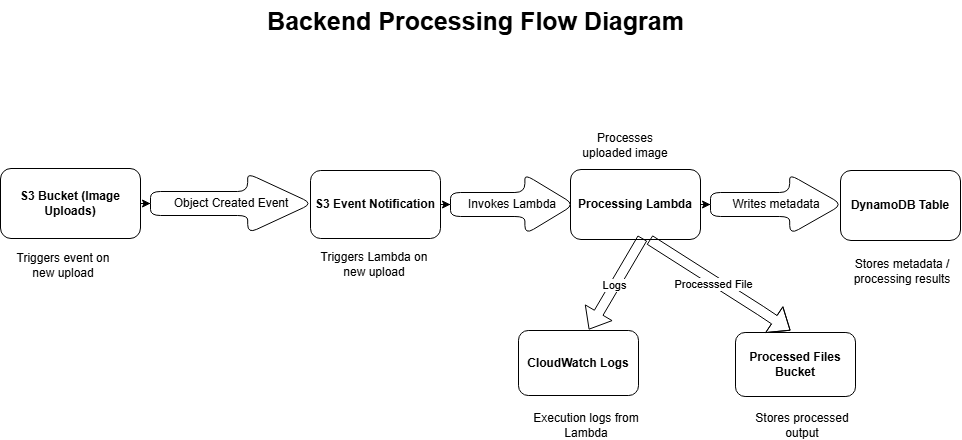 Backend Processing Flow Diagram
Processes
uploaded image
S3 Bucket (Image
Uploads)
Object Created Event
S3 Event Notification
Invokes Lambda
Processing Lambda
Writes metadata
DynamoDB Table
Triggers event on
new upload
Triggers Lambda on
new upload
Stores metadata /
processing results
Logs
Processsed File
CloudWatch Logs
Processed Files
Bucket
Execution logs from
Lambda
Stores processed
output